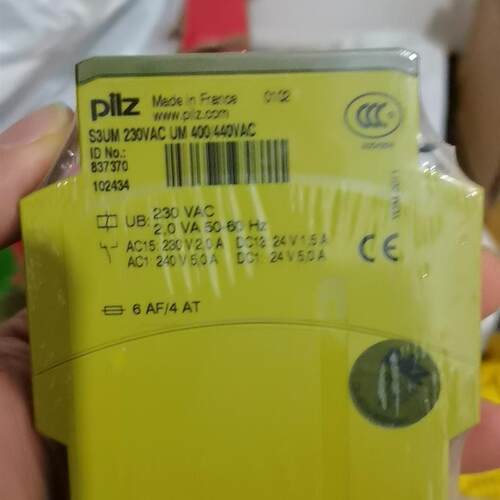 pilz Made in France 0102
www.pilz.com
S3UM 230VAC UM 400/440VAC
ID No.:
837370
102434
CCC
UB: 230 VAC
2,0 VA 50-60 Hz
AC15: 230 V 2,0 A DC13: 24 V 1,5 A
AC1: 240 V 5,0 A DC1: 24 V 5,0 A
CE
6 AF/4 AT